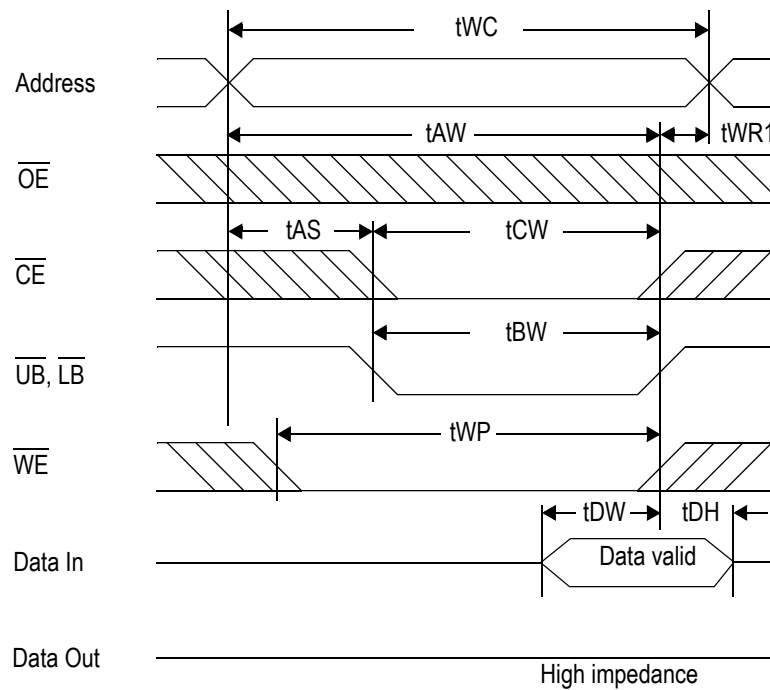 tWC
Address
tAW
tWR1
OE
tAS
tCW
CE
tBW
UB, LB
tWP
WE
tDW
tDH
Data In
Data valid
Data Out
High impedance